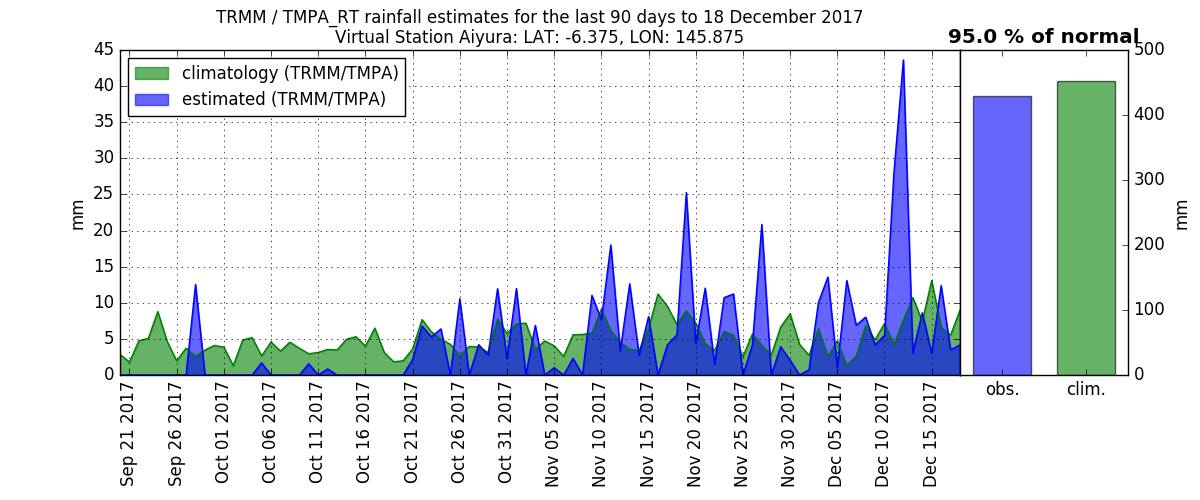 TRMM / TMPA_RT rainfall estimates for the last 90 days to 18 December 2017
Virtual Station Aiyura: LAT: -6.375, LON: 145.875
95.0 % of normal
climatology (TRMM/TMPA)
estimated (TRMM/TMPA)
45
40
35
30
25
20
15
10
5
0
mm
500
400
300
200
100
0
mm
Sep 21 2017
Sep 26 2017
Oct 01 2017
Oct 06 2017
Oct 11 2017
Oct 16 2017
Oct 21 2017
Oct 26 2017
Oct 31 2017
Nov 05 2017
Nov 10 2017
Nov 15 2017
Nov 20 2017
Nov 25 2017
Nov 30 2017
Dec 05 2017
Dec 10 2017
Dec 15 2017
obs.
clim.